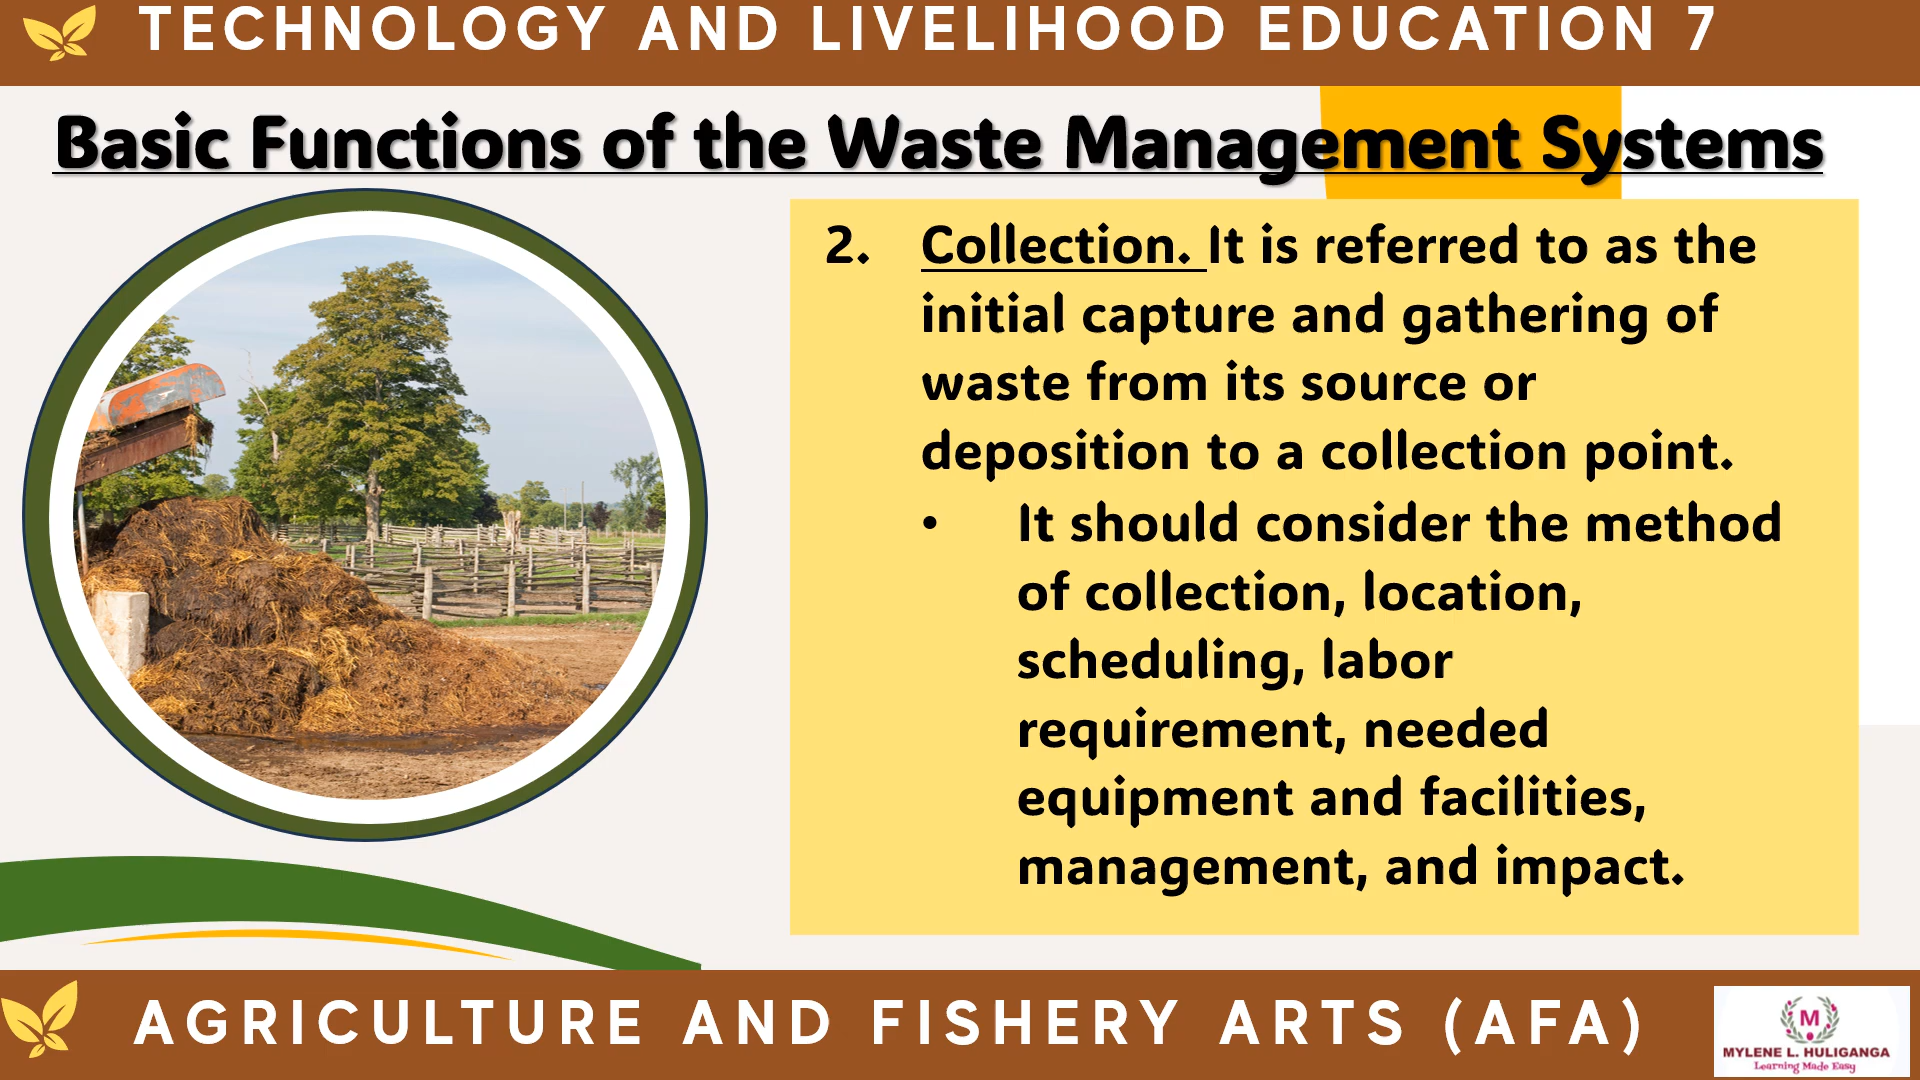 TECHNOLOGY AND LIVELIHOOD EDUCATION 7
Basic Functions of the Waste Management Systems
2. Collection. It is referred to as the
initial capture and gathering of
waste from its source or
deposition to a collection point.
• It should consider the method
of collection, location,
scheduling, labor
requirement, needed
equipment and facilities,
management, and impact.
AGRICULTURE AND FISHERY ARTS (AFA)
M
MYLENE L. HULIGANGA
Learning Made Easy